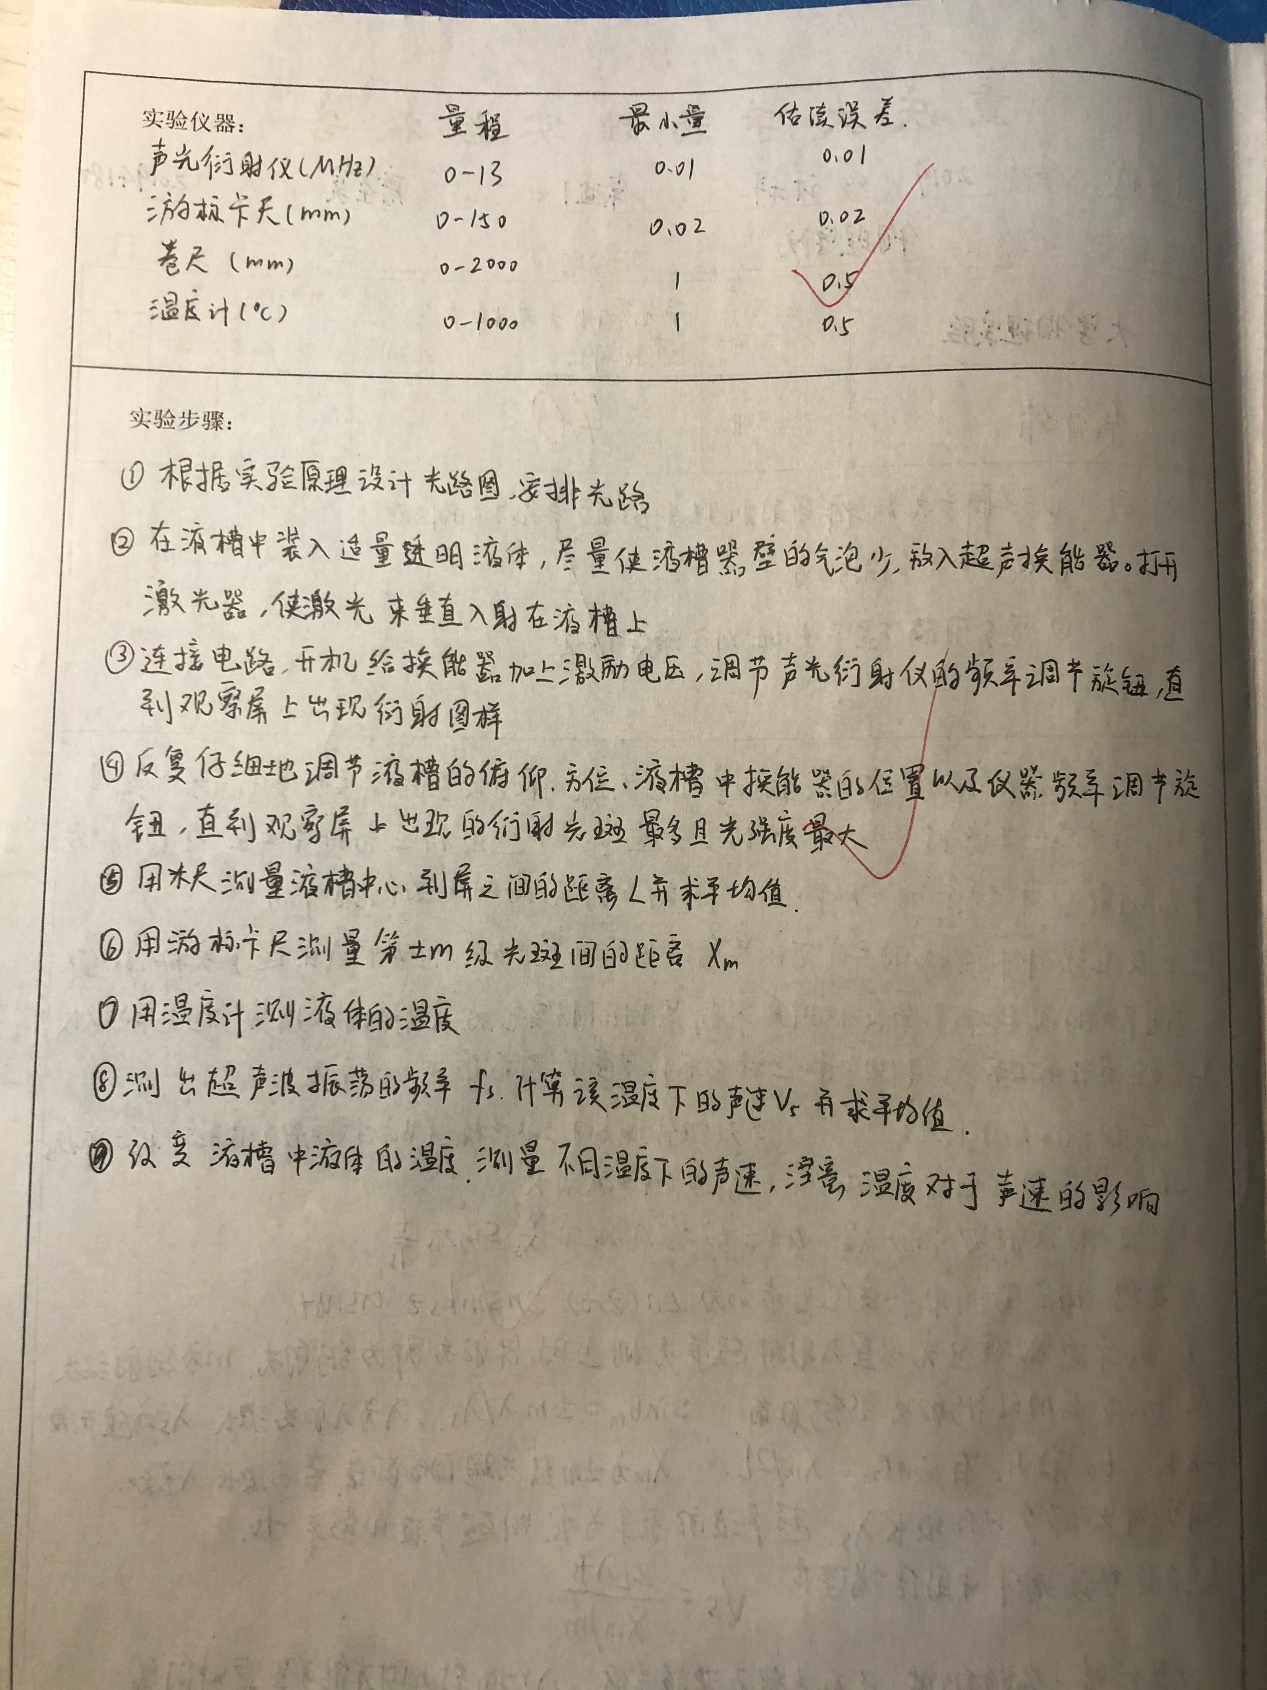 实验仪器: 量程 最小量 估读误差.
声光衍射仪(MHz) 0-13 0.01 0.01
游标卡尺(mm) 0-150 0.02 0.02
卷尺(mm) 0-2000 1 0.5
温度计(℃) 0-1000 1 0.5
实验步骤:
① 根据实验原理设计光路图,安排光路
② 在液槽中装入适量透明液体,尽量使液槽器壁的气泡少,放入超声换能器。打开
激光器,使激光束垂直入射在液槽上
③ 连接电路,开机给换能器加上激励电压,调节声光衍射仪的频率调节旋钮,直
到观察屏上出现衍射图样
④ 反复仔细地调节液槽的俯仰、方位、液槽中换能器的位置以及仪器频率调节旋
钮,直到观察屏上出现的衍射光斑最多且光强度最大
⑤ 用米尺测量液槽中心到屏之间的距离L并求平均值.
⑥ 用游标卡尺测量第±m级光斑间的距离 Xm
⑦ 用温度计测液体的温度
⑧ 测出超声波振荡的频率 fs.计算该温度下的声速Vs并求平均值.
⑨ 改变液槽中液体的温度,测量不同温度下的声速,温度对于声速的影响